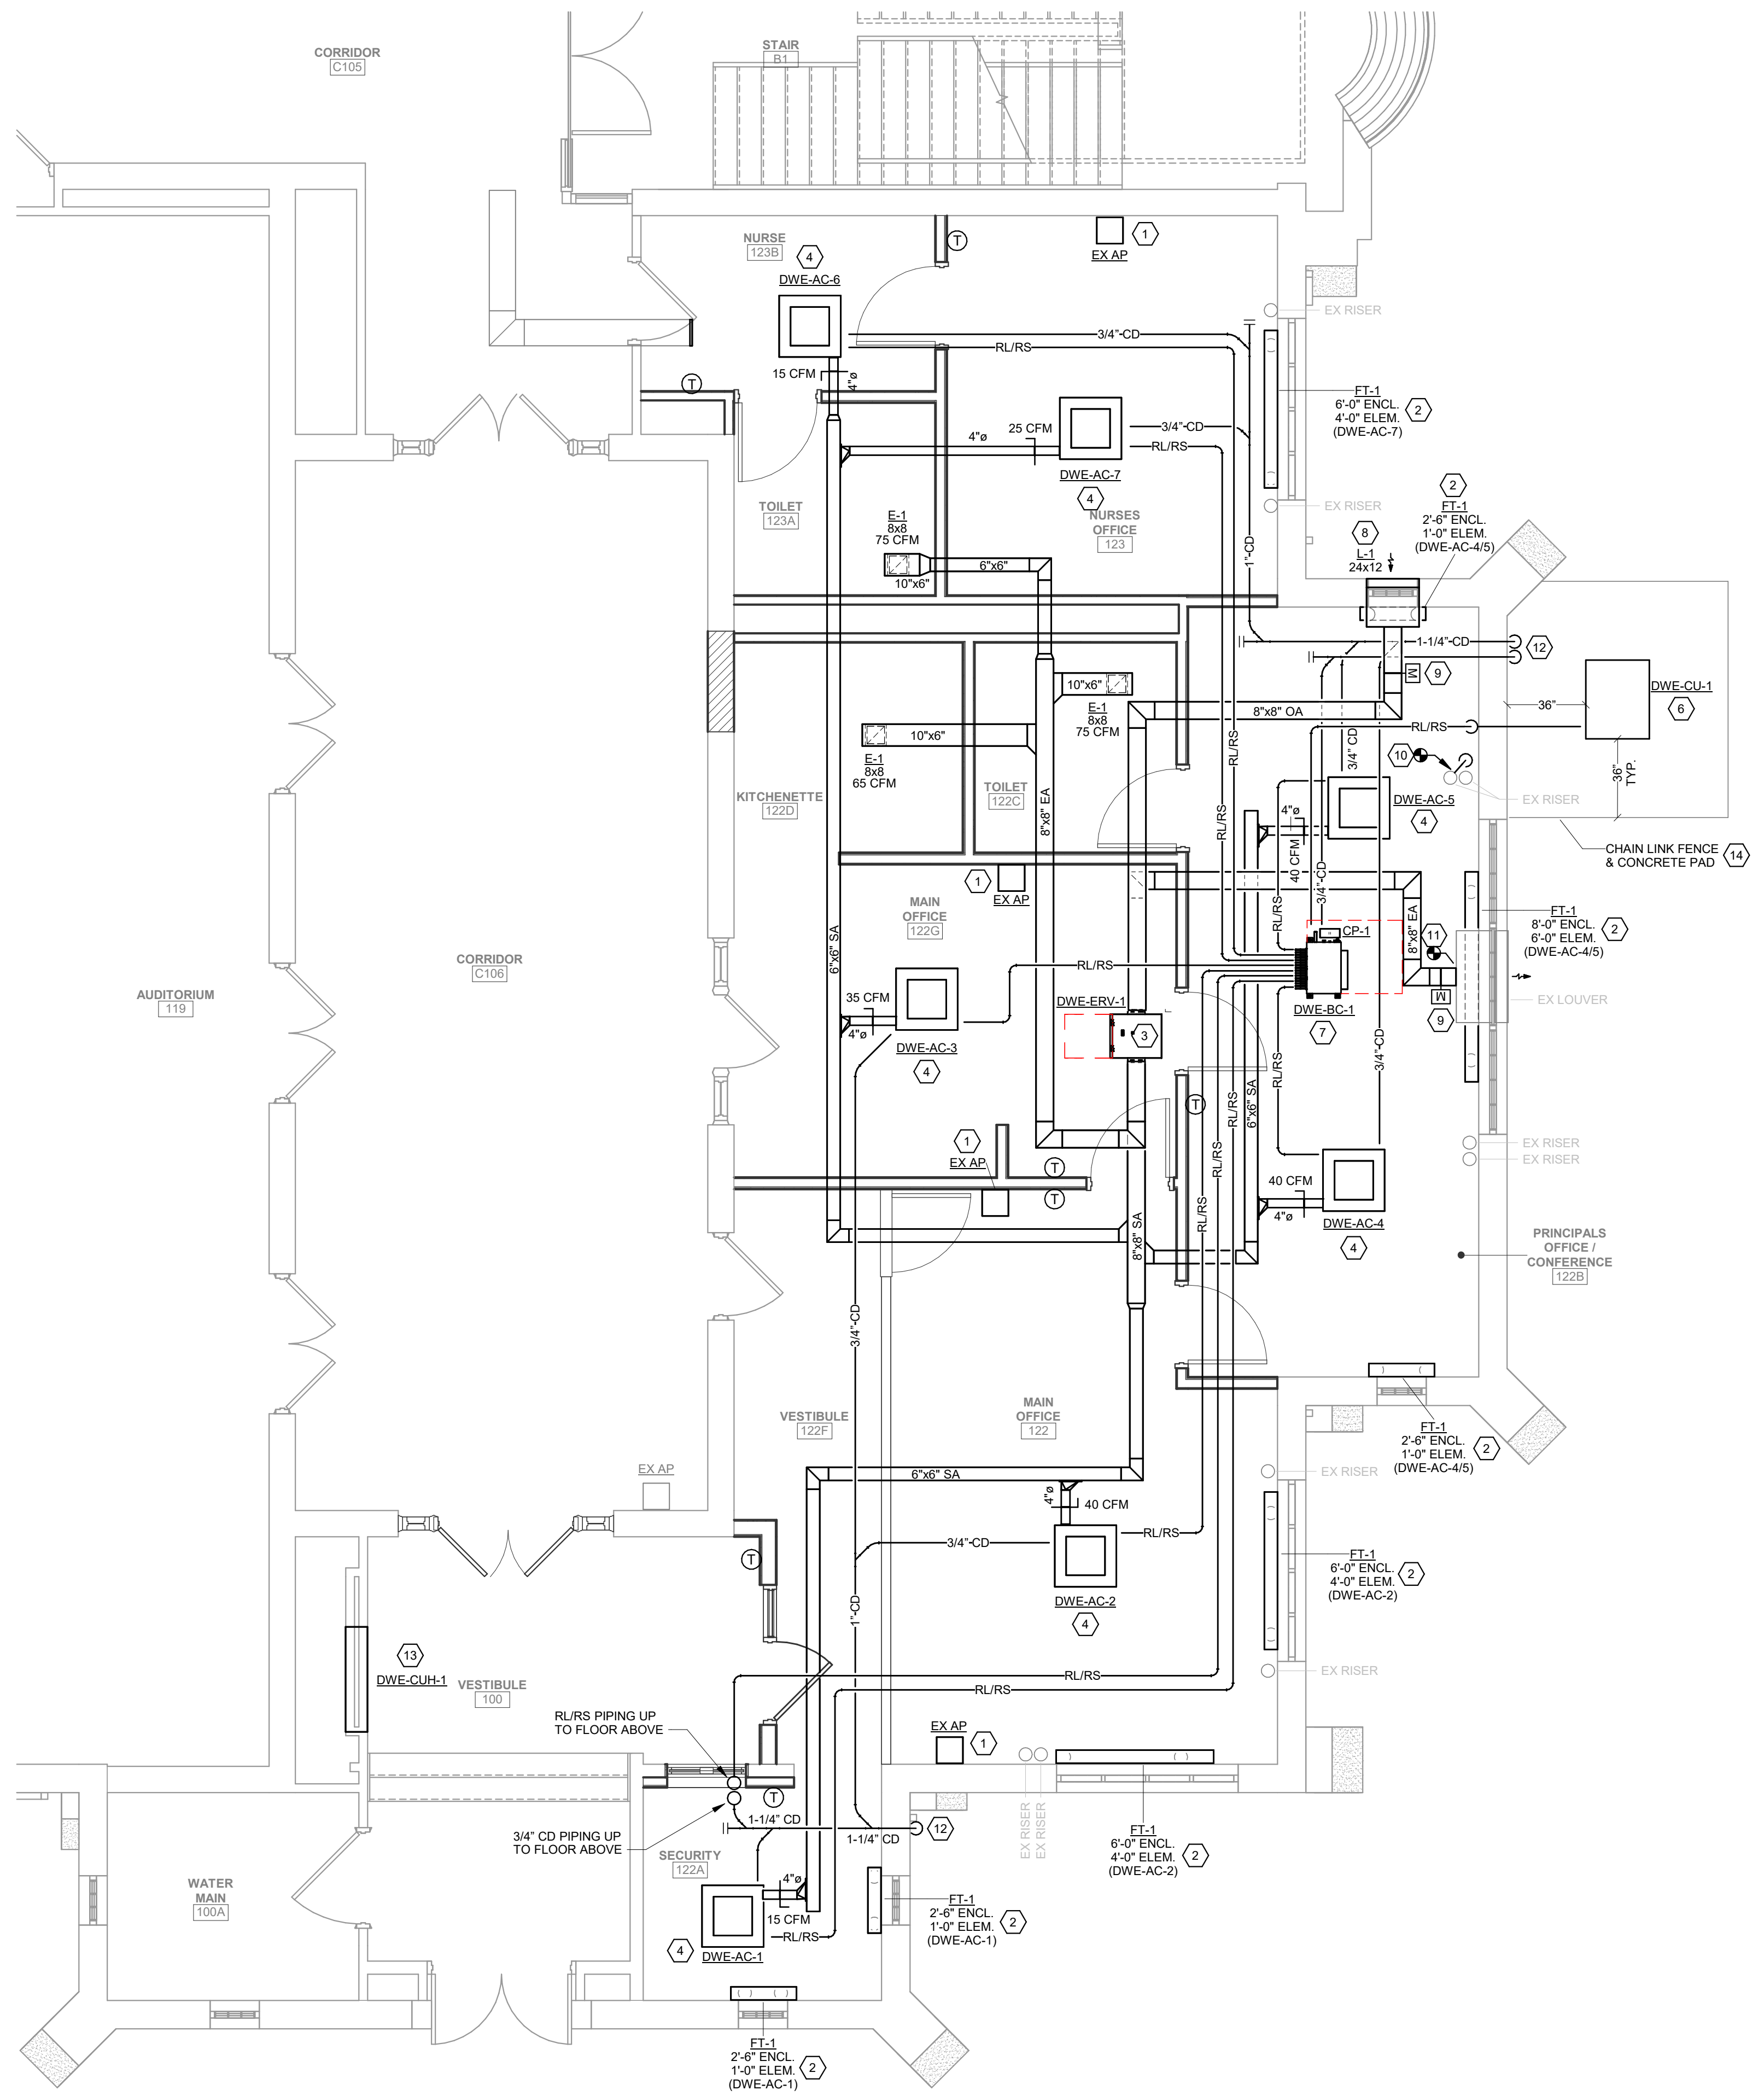 CORRIDOR
C105
STAIR
B1
NURSE
123B
4
DWE-AC-6
T
1
EX AP
EX RISER
3/4"-CD
RL/RS
15 CFM
4"ø
T
FT-1
6'-0" ENCL.
4'-0" ELEM.
(DWE-AC-7)
2
4"ø
25 CFM
3/4"-CD
RL/RS
DWE-AC-7
4
TOILET
123A
E-1
8x8
75 CFM
10"x6"
6"x6"
NURSES
OFFICE
123
EX RISER
1"-CD
2
FT-1
2'-6" ENCL.
1'-0" ELEM.
(DWE-AC-4/5)
8
L-1
24x12
1-1/4"-CD
12
M
9
DWE-CU-1
6
36"
36"
TYP.
10"x6"
E-1
8x8
75 CFM
8"x8" OA
RL/RS
10"x6"
E-1
8x8
65 CFM
RL/RS
3/4" CD
10
EX RISER
KITCHENETTE
122D
TOILET
122C
8"x8" EA
RL/RS
DWE-AC-5
4
4"ø
40 CFM
3/4"-CD
RL/RS
CHAIN LINK FENCE
& CONCRETE PAD
14
1
EX AP
MAIN
OFFICE
122G
6"x6" SA
FT-1
8'-0" ENCL.
6'-0" ELEM.
(DWE-AC-4/5)
2
CP-1
8"x8" EA
11
CORRIDOR
C106
AUDITORIUM
119
RL/RS
35 CFM
4"ø
DWE-AC-3
4
DWE-ERV-1
3
DWE-BC-1
7
M
9
EX LOUVER
3/4"-CD
RL/RS
RL/RS
6"x6" SA
T
RL/RS
RL/RS
1
EX AP
T
T
EX RISER
EX RISER
40 CFM
4"ø
DWE-AC-4
4
8"x8" SA
PRINCIPALS
OFFICE /
CONFERENCE
122B
3/4"-CD
VESTIBULE
122F
MAIN
OFFICE
122
FT-1
2'-6" ENCL.
1'-0" ELEM.
(DWE-AC-4/5)
2
EX AP
6"x6" SA
4"ø
40 CFM
EX RISER
3/4"-CD
RL/RS
T
FT-1
6'-0" ENCL.
4'-0" ELEM.
(DWE-AC-2)
2
DWE-AC-2
4
1"-CD
13
DWE-CUH-1
VESTIBULE
100
RL/RS
RL/RS
EX RISER
RL/RS PIPING UP
TO FLOOR ABOVE
EX AP
1
T
EX RISER
EX RISER
3/4" CD PIPING UP
TO FLOOR ABOVE
1-1/4" CD
1-1/4" CD
12
FT-1
6'-0" ENCL.
4'-0" ELEM.
(DWE-AC-2)
2
SECURITY
122A
WATER
MAIN
100A
4"ø
15 CFM
RL/RS
4
DWE-AC-1
FT-1
2'-6" ENCL.
1'-0" ELEM.
(DWE-AC-1)
2
FT-1
2'-6" ENCL.
1'-0" ELEM.
(DWE-AC-1)
2